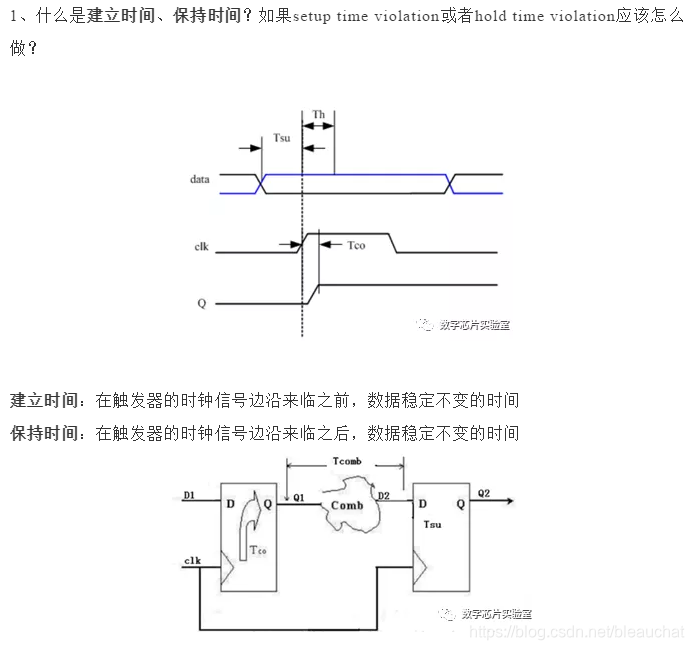 1、什么是建立时间、保持时间？如果setup time violation或者hold time violation应该怎么
做？
Th
Tsu
data
clk
Tco
Q
数字芯片实验室
建立时间：在触发器的时钟信号边沿来临之前，数据稳定不变的时间
保持时间：在触发器的时钟信号边沿来临之后，数据稳定不变的时间
Tcomb
D1
D
Q
Q1
Comb
D2
D
Q
Q2
Tsu
Tco
clk
数字芯片实验室
https://blog.csdn.net/bleauchat